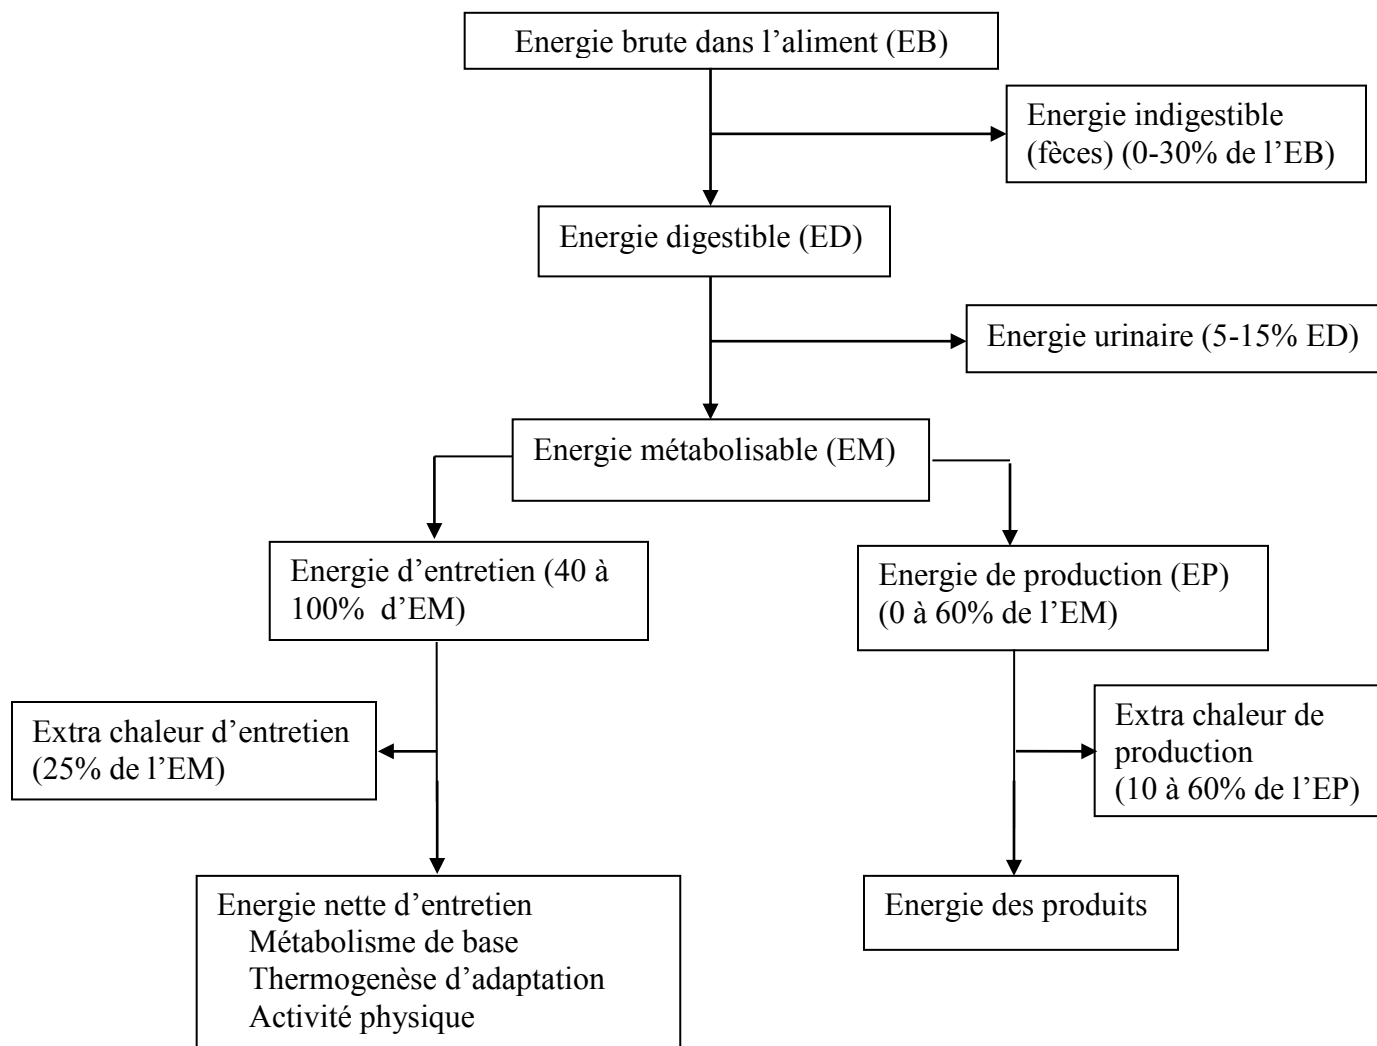 Energie brute dans l’aliment (EB)
Energie indigestible
(fèces) (0-30% de l’EB)
Energie digestible (ED)
Energie urinaire (5-15% ED)
Energie métabolisable (EM)
Energie d’entretien (40 à
100% d’EM)
Energie de production (EP)
(0 à 60% de l’EM)
Extra chaleur d’entretien
(25% de l’EM)
Extra chaleur de
production
(10 à 60% de l’EP)
Energie nette d’entretien
Métabolisme de base
Thermogenèse d’adaptation
Activité physique
Energie des produits